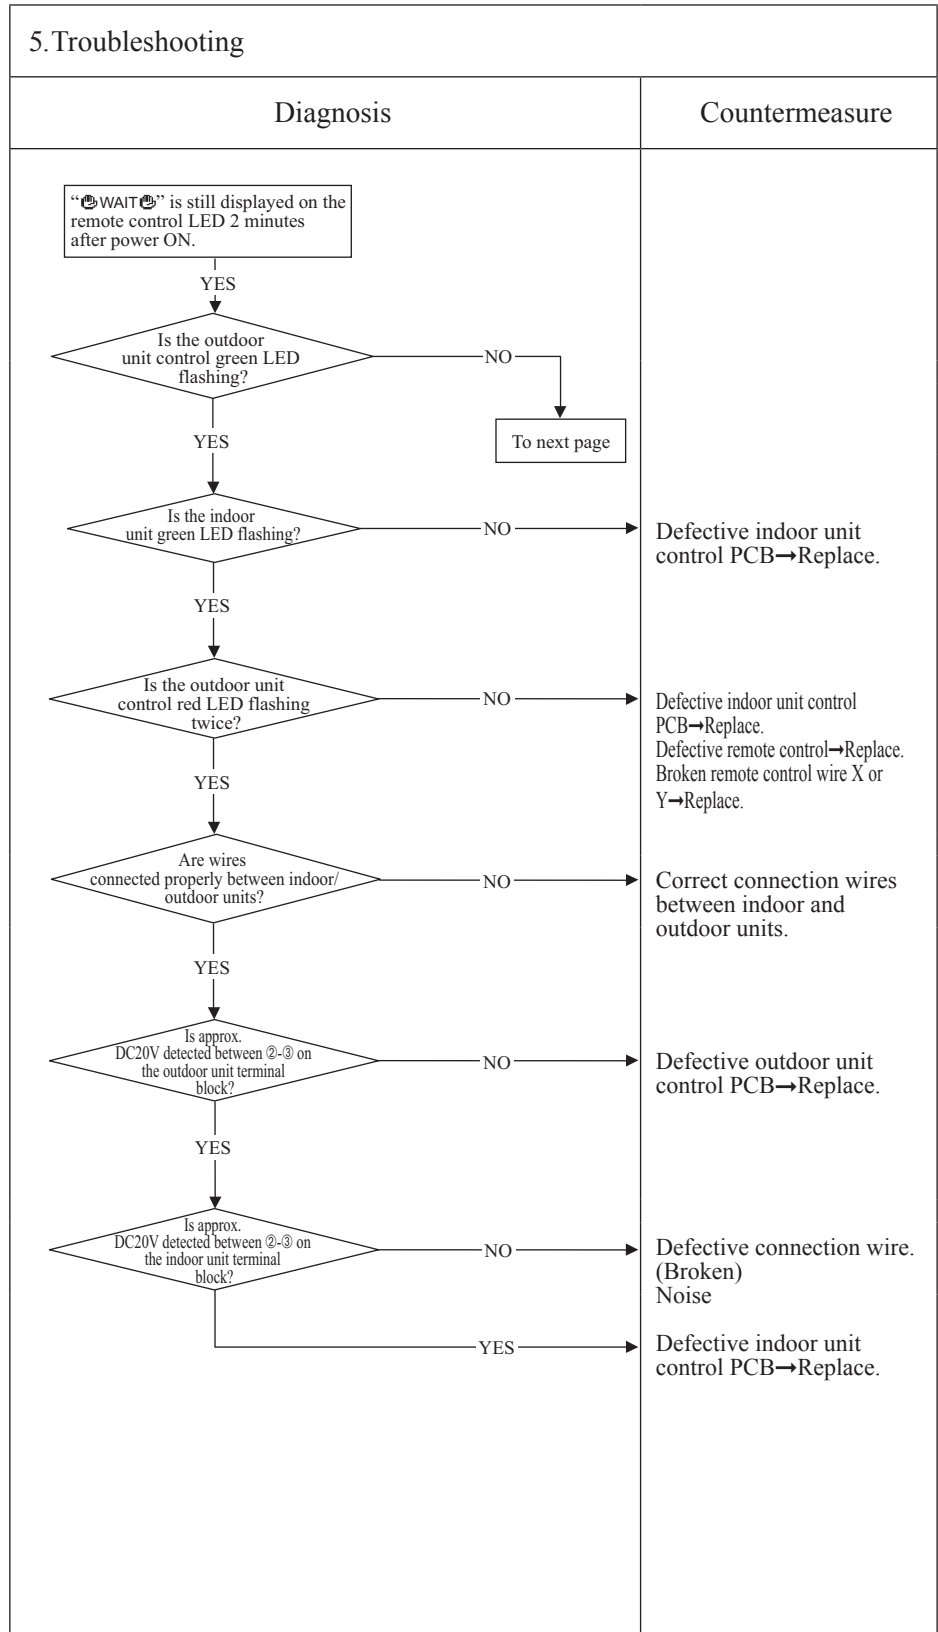 5.Troubleshooting
Diagnosis
Countermeasure
“WAIT” is still displayed on the
remote control LED 2 minutes
after power ON.
YES
Is the outdoor
unit control green LED
flashing?
NO
To next page
YES
Is the indoor
unit green LED flashing?
NO
Defective indoor unit
control PCB→Replace.
YES
Is the outdoor unit
control red LED flashing
twice?
NO
Defective indoor unit control
PCB→Replace.
Defective remote control→Replace.
Broken remote control wire X or
Y→Replace.
YES
Are wires
connected properly between indoor/
outdoor units?
NO
Correct connection wires
between indoor and
outdoor units.
YES
Is approx.
DC20V detected between ②-③ on
the outdoor unit terminal
block?
NO
Defective outdoor unit
control PCB→Replace.
YES
Is approx.
DC20V detected between ②-③ on
the indoor unit terminal
block?
NO
Defective connection wire.
(Broken)
Noise
YES
Defective indoor unit
control PCB→Replace.